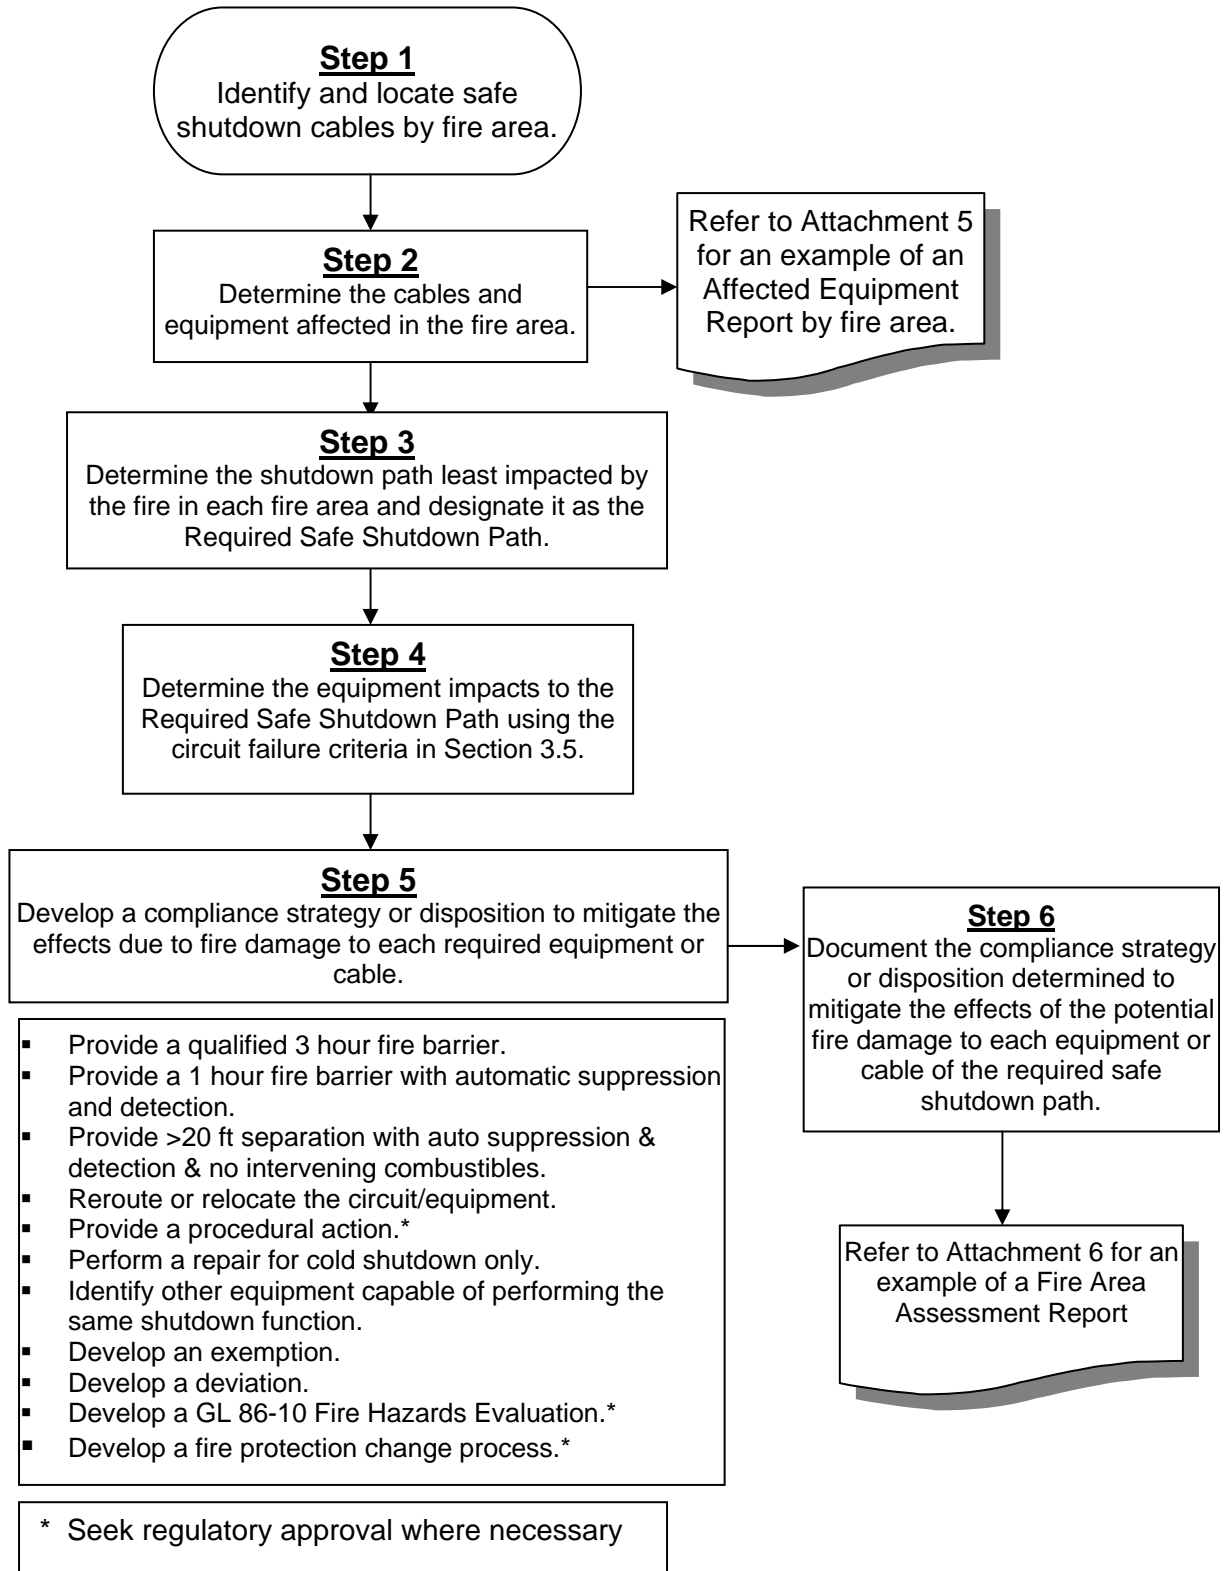 Step 1
Identify and locate safe
shutdown cables by fire area.
Step 2
Determine the cables and
equipment affected in the fire area.
Refer to Attachment 5
for an example of an
Affected Equipment
Report by fire area.
Step 3
Determine the shutdown path least impacted by
the fire in each fire area and designate it as the
Required Safe Shutdown Path.
Step 4
Determine the equipment impacts to the
Required Safe Shutdown Path using the
circuit failure criteria in Section 3.5.
Step 5
Develop a compliance strategy or disposition to mitigate the
effects due to fire damage to each required equipment or
cable.
▪ Provide a qualified 3 hour fire barrier.
▪ Provide a 1 hour fire barrier with automatic suppression
and detection.
▪ Provide >20 ft separation with auto suppression &
detection & no intervening combustibles.
▪ Reroute or relocate the circuit/equipment.
▪ Provide a procedural action.*
▪ Perform a repair for cold shutdown only.
▪ Identify other equipment capable of performing the
same shutdown function.
▪ Develop an exemption.
▪ Develop a deviation.
▪ Develop a GL 86-10 Fire Hazards Evaluation.*
▪ Develop a fire protection change process.*
* Seek regulatory approval where necessary
Step 6
Document the compliance strategy
or disposition determined to
mitigate the effects of the potential
fire damage to each equipment or
cable of the required safe
shutdown path.
Refer to Attachment 6 for an
example of a Fire Area
Assessment Report